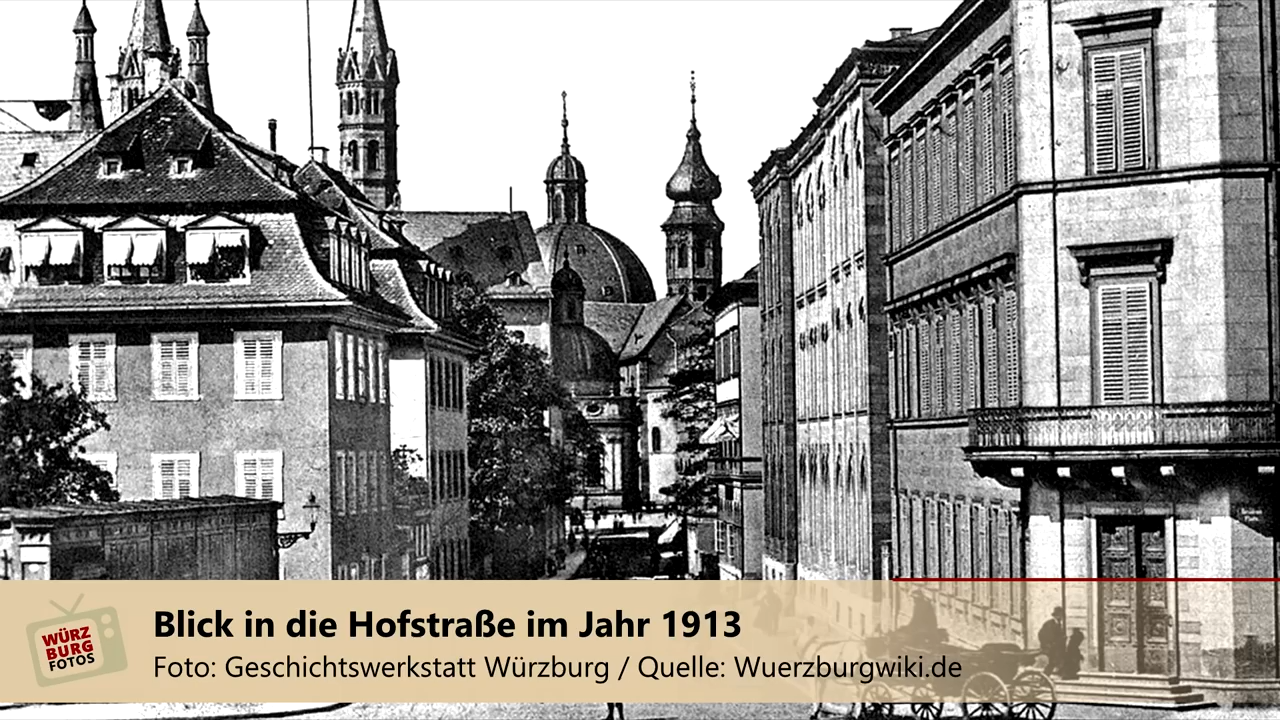 WÜRZ
BURG
FOTOS
Blick in die Hofstraße im Jahr 1913
Foto: Geschichtswerkstatt Würzburg / Quelle: Wuerzburgwiki.de